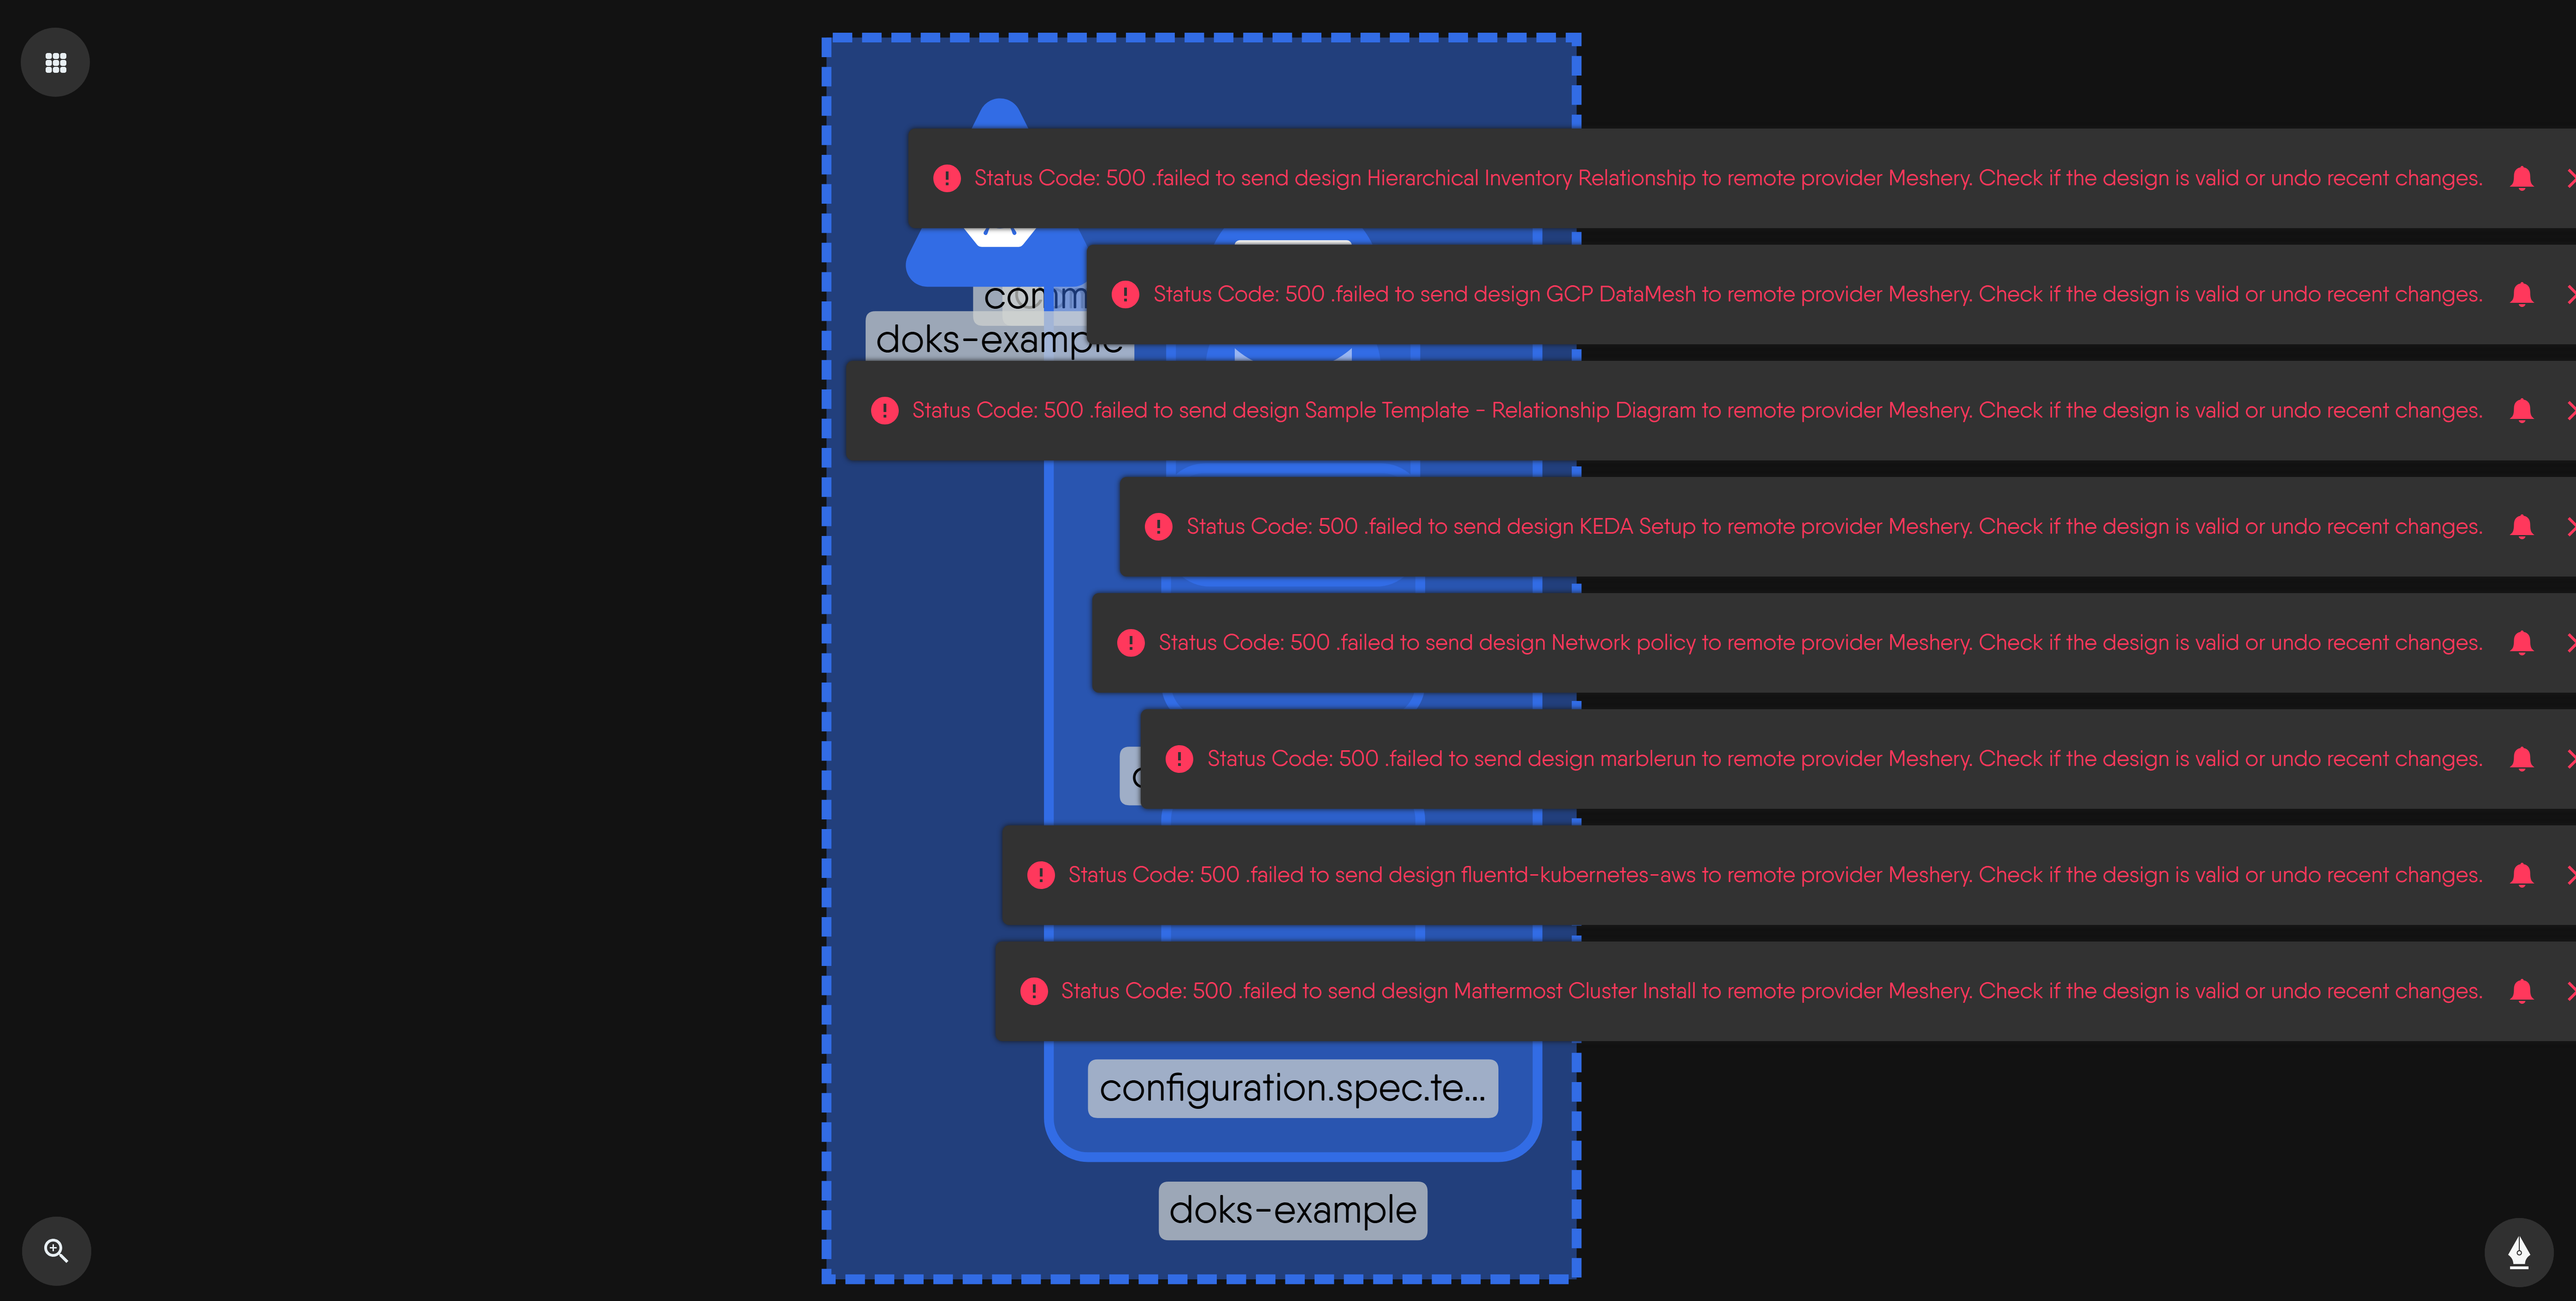 Status Code: 500 .failed to send design Hierarchical Inventory Relationship to remote provider Meshery. Check if the design is valid or undo recent changes.
Status Code: 500 .failed to send design GCP DataMesh to remote provider Meshery. Check if the design is valid or undo recent changes.
doks-example
Status Code: 500 .failed to send design Sample Template - Relationship Diagram to remote provider Meshery. Check if the design is valid or undo recent changes.
Status Code: 500 .failed to send design KEDA Setup to remote provider Meshery. Check if the design is valid or undo recent changes.
Status Code: 500 .failed to send design Network policy to remote provider Meshery. Check if the design is valid or undo recent changes.
Status Code: 500 .failed to send design marblerun to remote provider Meshery. Check if the design is valid or undo recent changes.
Status Code: 500 .failed to send design fluentd-kubernetes-aws to remote provider Meshery. Check if the design is valid or undo recent changes.
Status Code: 500 .failed to send design Mattermost Cluster Install to remote provider Meshery. Check if the design is valid or undo recent changes.
configuration.spec.te...
doks-example